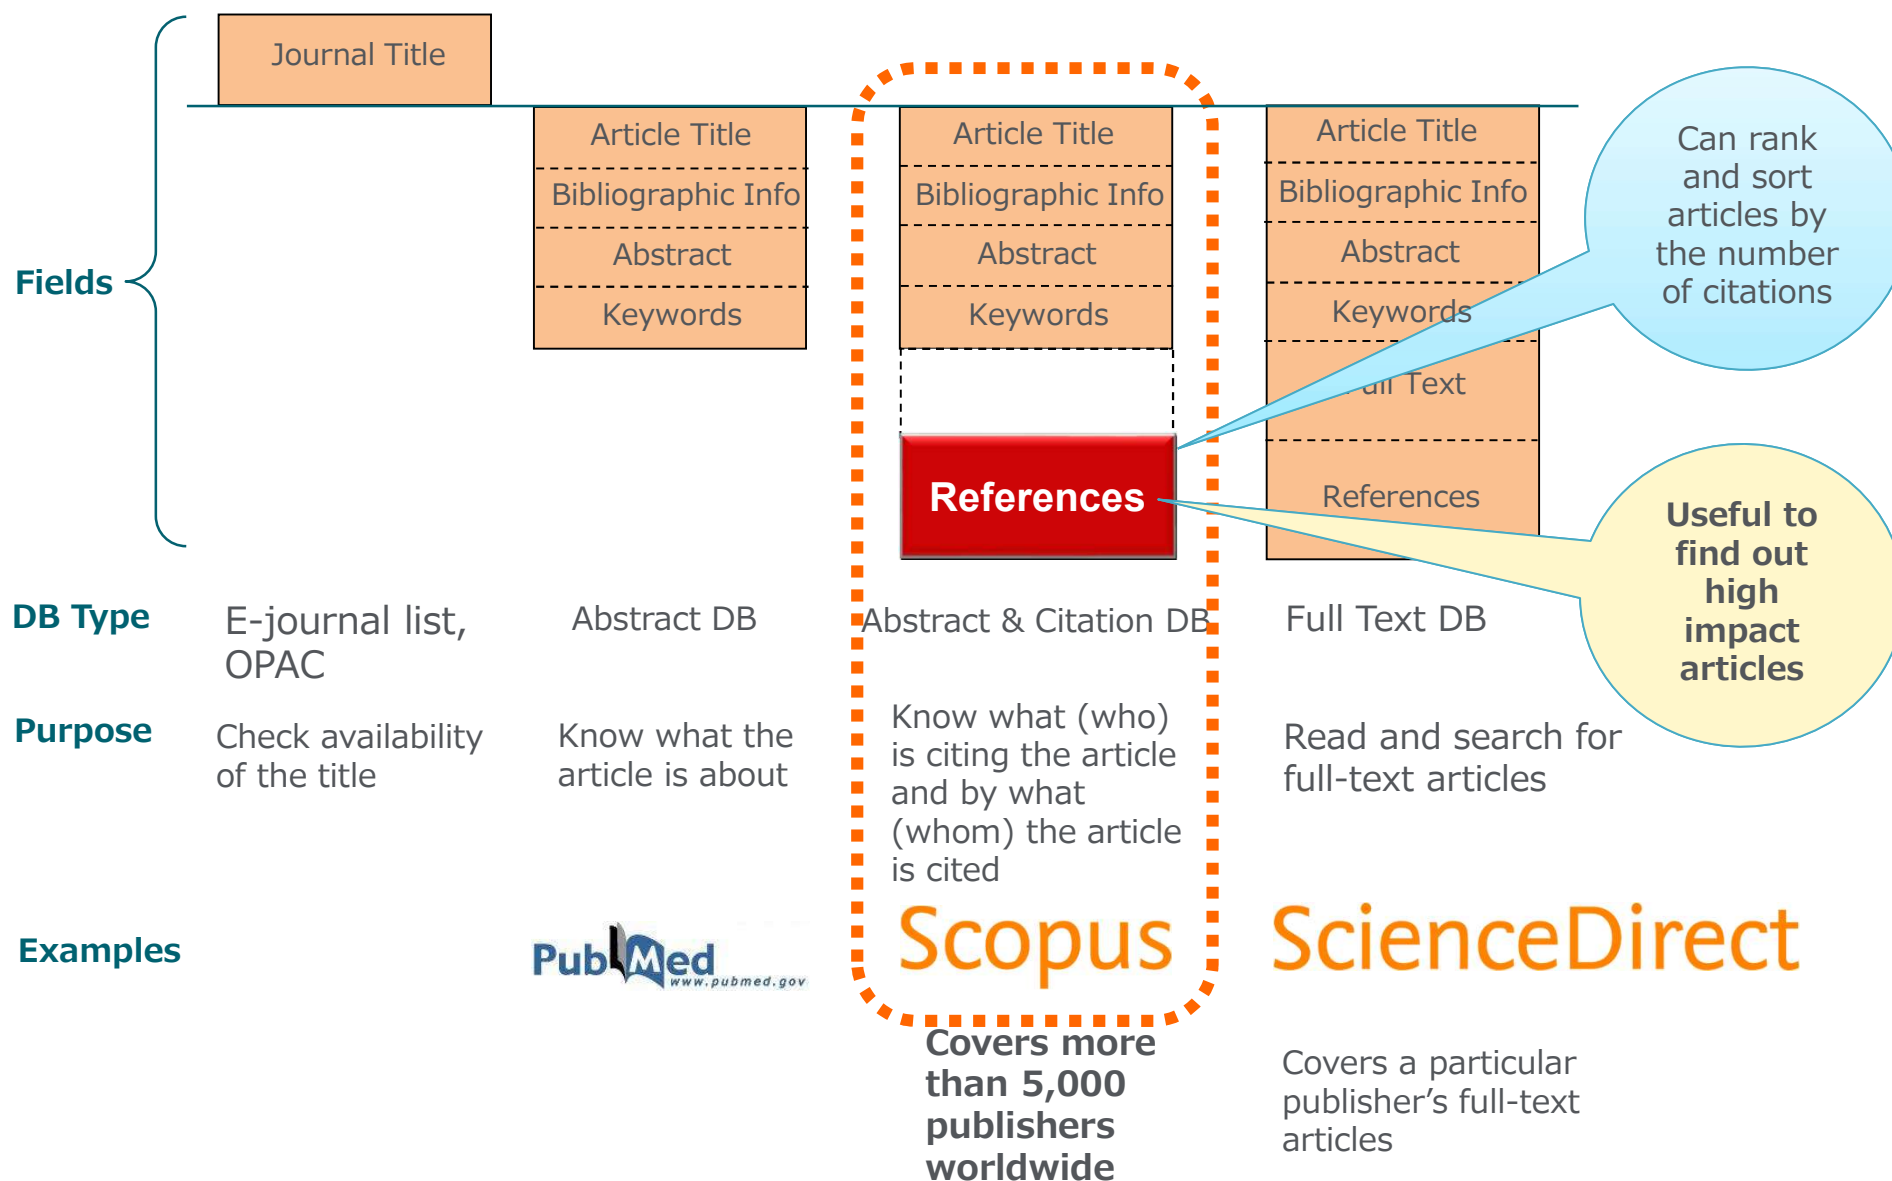 Journal Title
Fields
Article Title
Bibliographic Info
Abstract
Keywords
Article Title
Bibliographic Info
Abstract
Keywords
References
Article Title
Bibliographic Info
Abstract
Keywords
Full Text
References
Can rank
and sort
articles by
the number
of citations
Useful to
find out
high
impact
articles
DB Type
E-journal list,
OPAC
Abstract DB
Abstract & Citation DB
Full Text DB
Purpose
Check availability
of the title
Know what the
article is about
Know what (who)
is citing the article
and by what
(whom) the article
is cited
Read and search for
full-text articles
Examples
PubMed
www.pubmed.gov
Scopus
ScienceDirect
Covers more
than 5,000
publishers
worldwide
Covers a particular
publisher’s full-text
articles